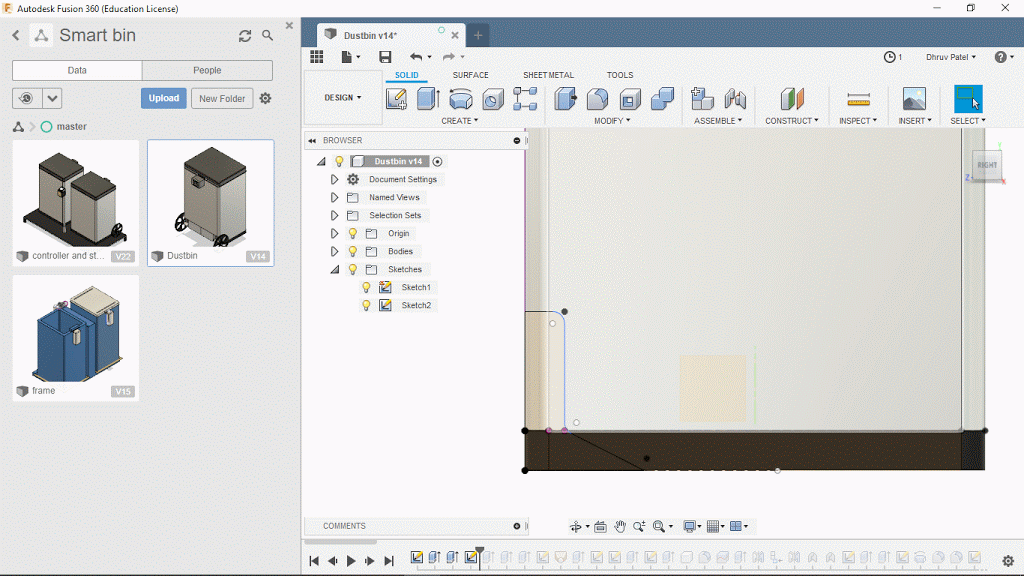 Autodesk Fusion 360 (Education License)
Smart bin
Data
People
Upload
New Folder
master
controller and st...
V22
Dustbin
V14
frame
V15
Dustbin v14*
1
Dhruv Patel
DESIGN
SOLID
SURFACE
SHEET METAL
TOOLS
CREATE
MODIFY
ASSEMBLE
CONSTRUCT
INSPECT
INSERT
SELECT
BROWSER
Dustbin v14
Document Settings
Named Views
Selection Sets
Origin
Bodies
Sketches
Sketch1
Sketch2
RIGHT
Z
Y
COMMENTS